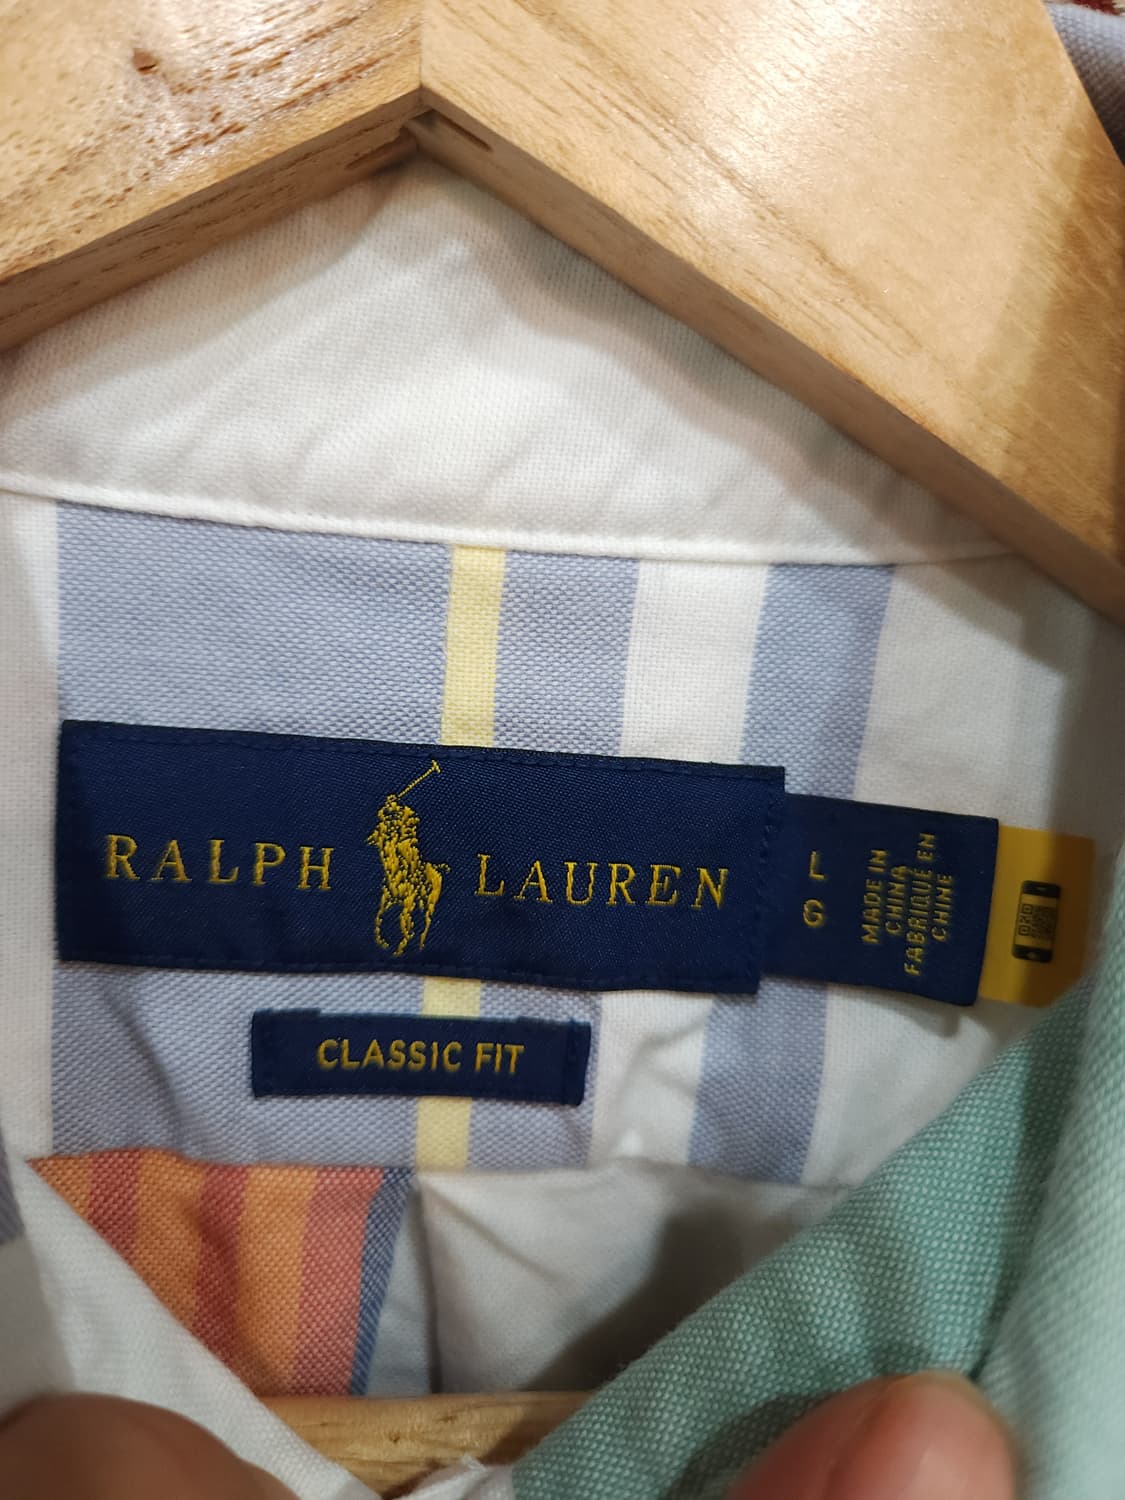 RALPH LAUREN
L
G
MADE IN
CHINA
FABRIQUÉ EN
CHINE
CLASSIC FIT